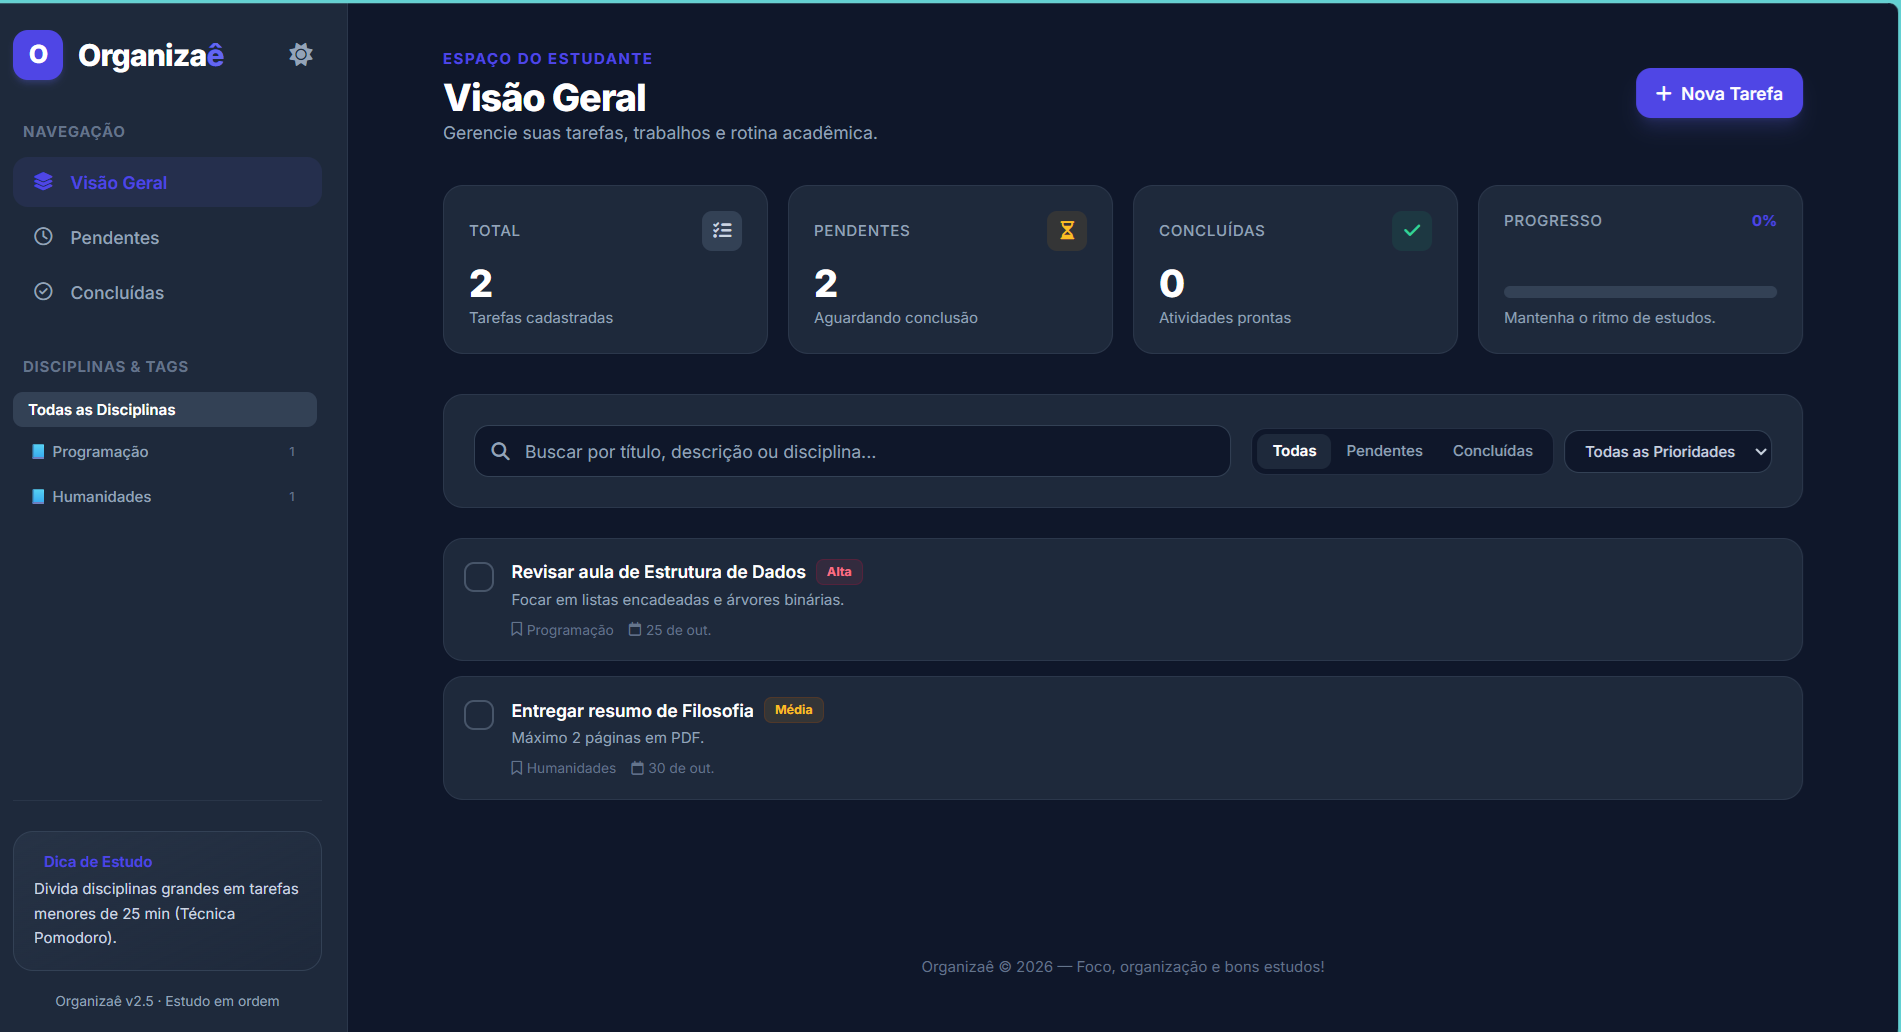 O
Organizaê
NAVEGAÇÃO
Visão Geral
Pendentes
Concluídas
DISCIPLINAS & TAGS
Todas as Disciplinas
Programação 1
Humanidades 1
Dica de Estudo
Divida disciplinas grandes em tarefas
menores de 25 min (Técnica
Pomodoro).
Organizaê v2.5 · Estudo em ordem
ESPAÇO DO ESTUDANTE
Visão Geral
Gerencie suas tarefas, trabalhos e rotina acadêmica.
+ Nova Tarefa
TOTAL
2
Tarefas cadastradas
PENDENTES
2
Aguardando conclusão
CONCLUÍDAS
0
Atividades prontas
PROGRESSO 0%
Mantenha o ritmo de estudos.
Buscar por título, descrição ou disciplina...
Todas Pendentes Concluídas
Todas as Prioridades
Revisar aula de Estrutura de Dados Alta
Focar em listas encadeadas e árvores binárias.
Programação 25 de out.
Entregar resumo de Filosofia Média
Máximo 2 páginas em PDF.
Humanidades 30 de out.
Organizaê © 2026 — Foco, organização e bons estudos!